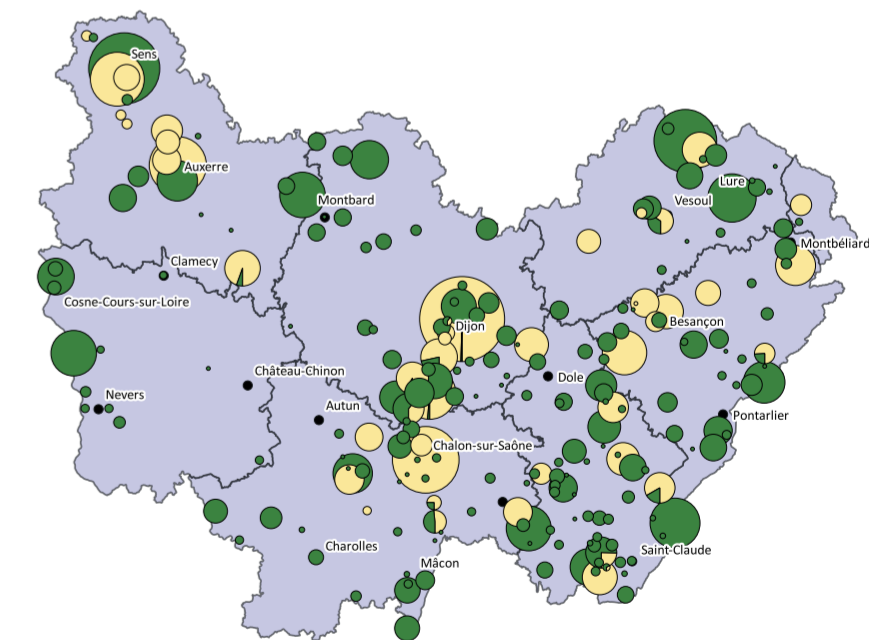 Sens
Auxerre
Lure
Vesoul
Montbard
Montbéliard
Clamecy
Cosne-Cours-sur-Loire
Besançon
Dijon
Château-Chinon
Dole
Nevers
Autun
Pontarlier
Chalon-sur-Saône
Charolles
Saint-Claude
Mâcon